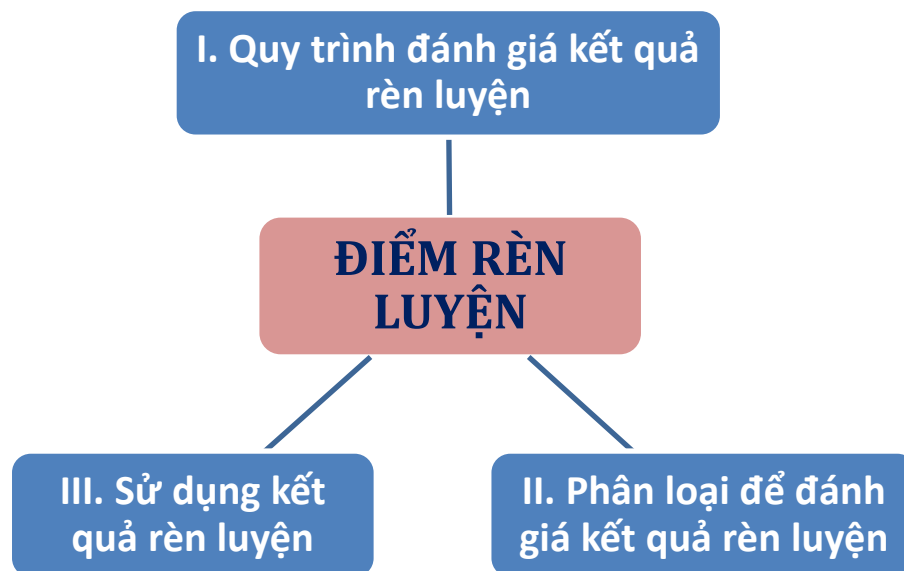 I. Quy trình đánh giá kết quả
rèn luyện
ĐIỂM RÈN
LUYỆN
III. Sử dụng kết
quả rèn luyện
II. Phân loại để đánh
giá kết quả rèn luyện